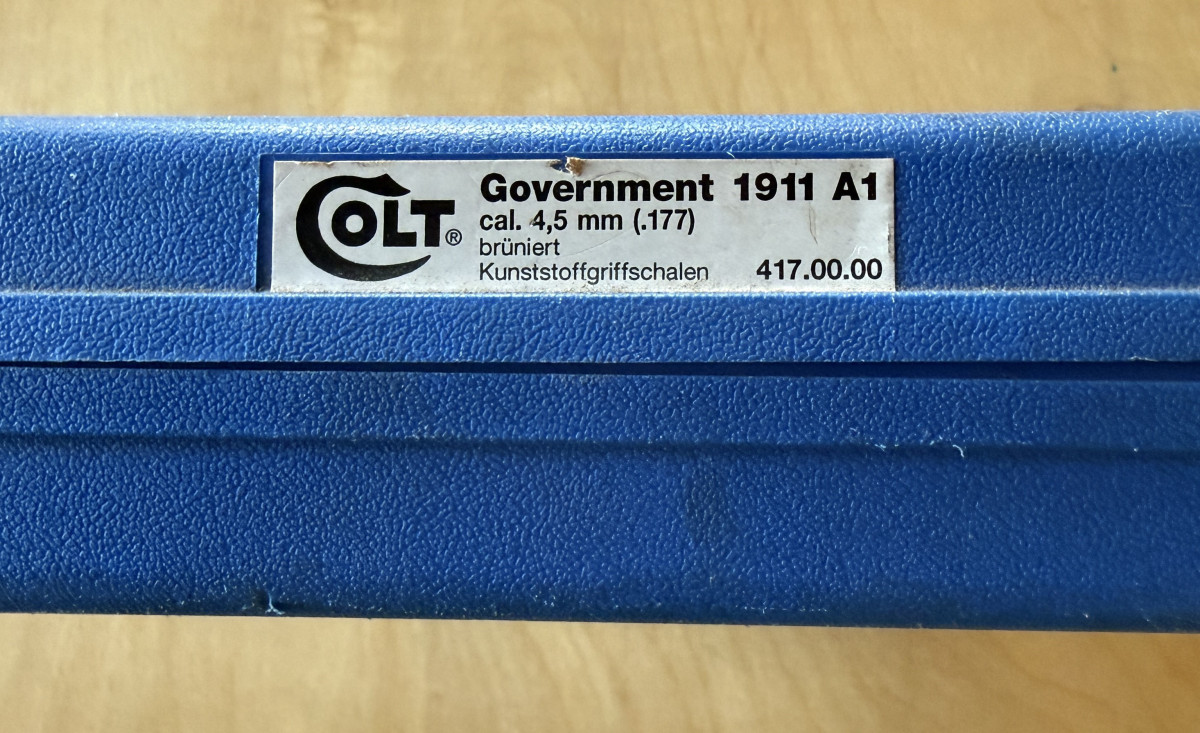 COLT® Government 1911 A1
cal. 4,5 mm (.177)
brüniert
Kunststoffgriffschalen 417.00.00